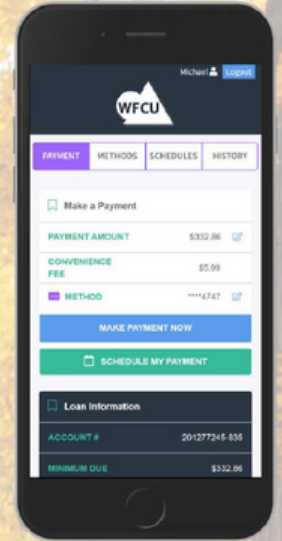 Michael Logout
WFCU
PAYMENT METHODS SCHEDULES HISTORY
Make a Payment
PAYMENT AMOUNT $332.86
CONVENIENCE
FEE
$5.99
METHOD ****4747
MAKE PAYMENT NOW
SCHEDULE MY PAYMENT
Loan Information
ACCOUNT # 201277245-835
MINIMUM DUE $332.86